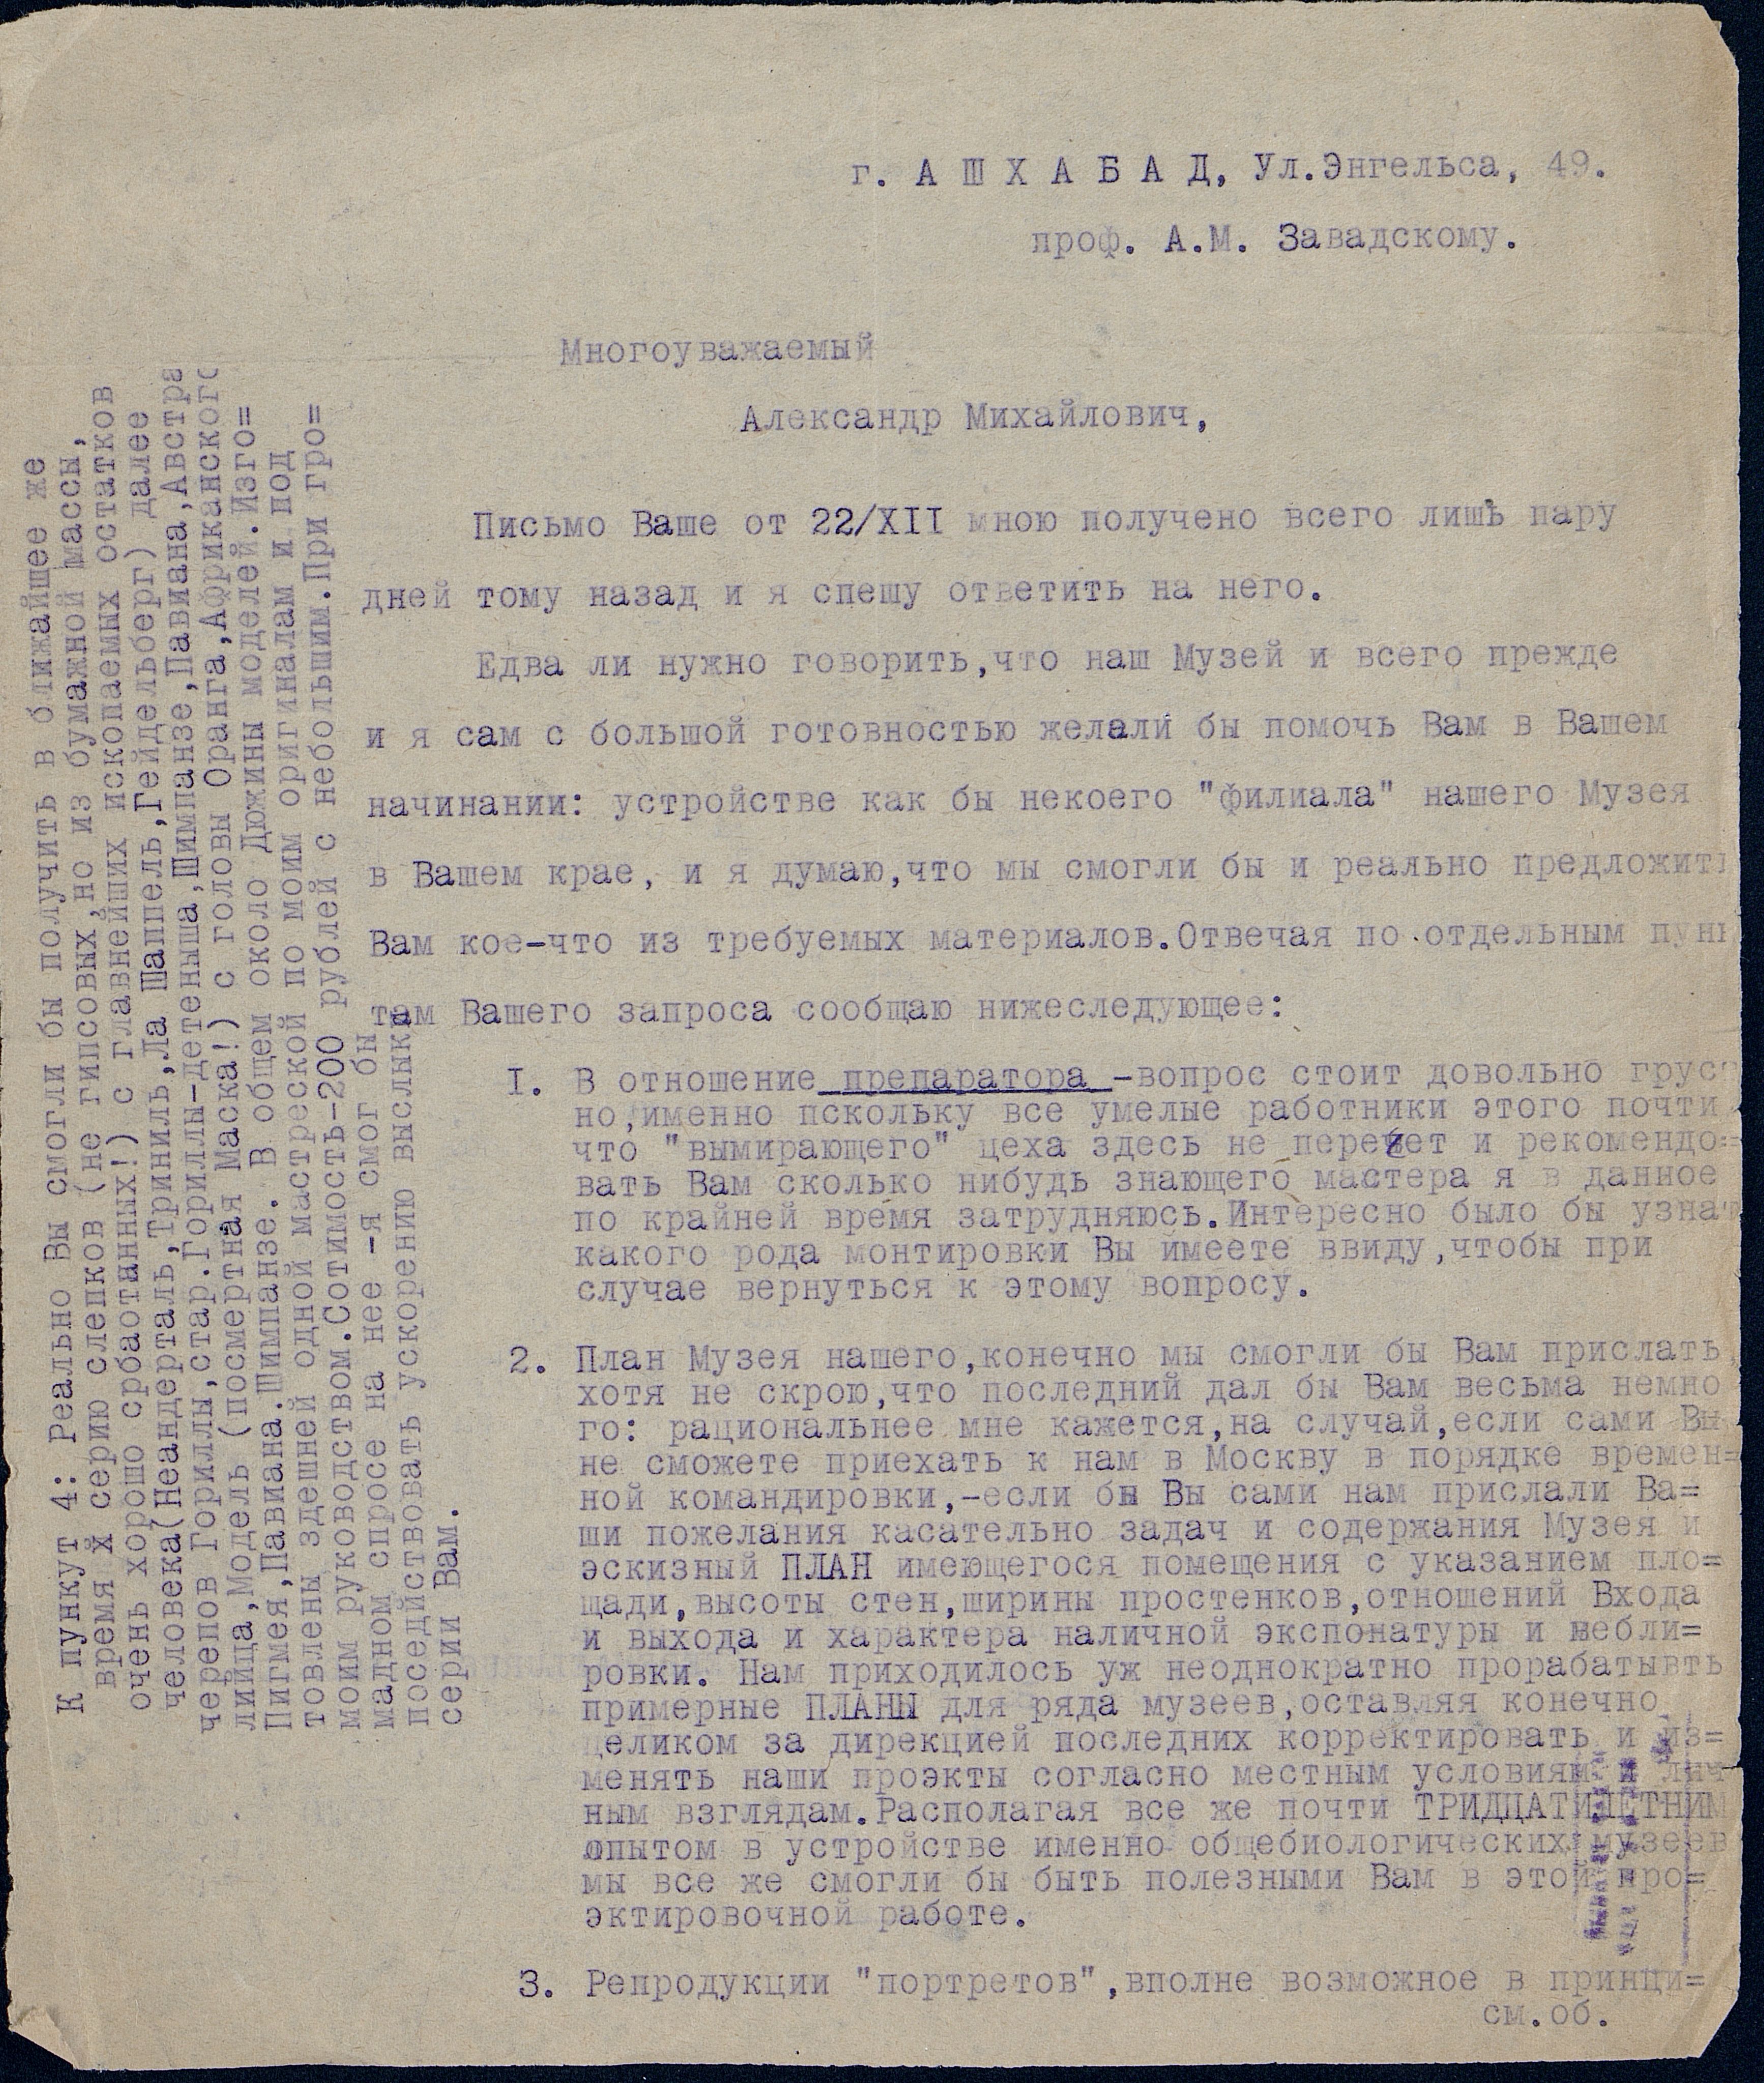 г. А Ш Х А Б А Д, Ул.Энгельса, 49.
проф. А.М. Завадскому.
Многоуважаемый
Александр Михайлович,
Письмо Ваше от 22/XII мною получено всего лишь пару
дней тому назад и я спешу ответить на него.
Едва ли нужно говорить,что наш Музей и всего прежде
и я сам с большой готовностью желали бы помочь Вам в Вашем
начинании: устройстве как бы некоего "филиала" нашего Музея
в Вашем крае, и я думаю,что мы смогли бы и реально предложить
Вам кое-что из требуемых материалов.Отвечая по отдельным пунк
там Вашего запроса сообщаю нижеследующее:
I. В отношение препаратора -вопрос стоит довольно груст
но,именно пскольку все умелые работники этого почти
что "вымирающего" цеха здесь не перечет и рекомендо=
вать Вам сколько нибудь знающего мастера я в данное
по крайней время затрудняюсь.Интересно было бы узнат
какого рода монтировки Вы имеете ввиду,чтобы при
случае вернуться к этому вопросу.
2. План Музея нашего,конечно мы смогли бы Вам прислать,
хотя не скрою,что последний дал бы Вам весьма немно
го: рациональнее мне кажется,на случай,если сами Вы
не сможете приехать к нам в Москву в порядке времен=
ной командировки,-если бы Вы сами нам прислали Ва=
ши пожелания касательно задач и содержания Музея и
эскизный ПЛАН имеющегося помещения с указанием пло=
щади,высоты стен,ширины простенков,отношений Входа
и выхода и характера наличной экспонатуры и мебли=
ровки. Нам приходилось уж неоднократно прорабатывть
примерные ПЛАНЫ для ряда музеев,оставляя конечно
целиком за дирекцией последних корректировать и из=
менять наши проэкты согласно местным условиям и лич
ным взглядам.Располагая все же почти ТРИДЦАТИЛЕТНИМ
опытом в устройстве именно общебиологических музеев
мы все же смогли бы быть полезными Вам в этой про=
эктировочной работе.
3. Репродукции "портретов",вполне возможное в принци=
см.об.
К пункту 4: Реально Вы смогли бы получить в ближайшее же
время серию слепков (не гипсовых,но из бумажной массы,
очень хорошо срабаотанных!) с главнейших ископаемых остатков
человека(Неандерталь,Триниль,Ла Шаппель,Гейдельберг) далее
черепов Гориллы,стар.Гориллы-детеныша,Шимпанзе,Павиана,Австра
лийца,Модель (посмертная Маска!) с головы Оранга,Африканского
Пигмея,Павиана.Шимпанзе. В общем около Дюжины моделей.Изго=
товлены здешней одной мастреской по моим оригиналам и под
моим руководством.Сотимость-200 рублей с небольшим.При гро=
мадном спросе на нее -я смог бы
поседйствовать ускорению высылки
серии Вам.